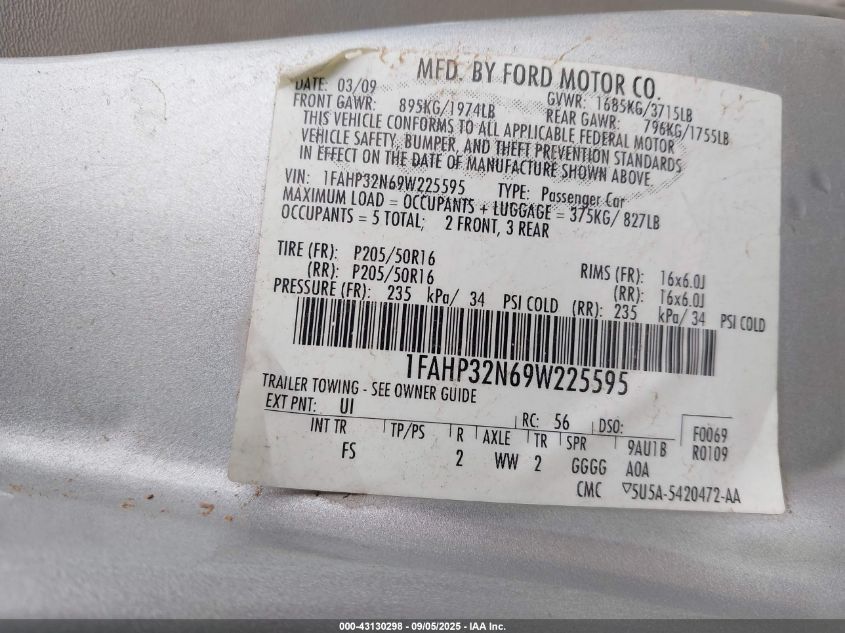 MFD. BY FORD MOTOR CO.
DATE: 03/09 GVWR: 1685KG/3715LB
FRONT GAWR: 895KG/1974LB REAR GAWR: 796KG/1755LB
THIS VEHICLE CONFORMS TO ALL APPLICABLE FEDERAL MOTOR
VEHICLE SAFETY, BUMPER, AND THEFT PREVENTION STANDARDS
IN EFFECT ON THE DATE OF MANUFACTURE SHOWN ABOVE
VIN: 1FAHP32N69W225595 TYPE: Passenger Car
MAXIMUM LOAD = OCCUPANTS + LUGGAGE = 375KG/ 827LB
OCCUPANTS = 5 TOTAL; 2 FRONT, 3 REAR
TIRE (FR): P205/50R16 RIMS (FR): 16x6.0J
(RR): P205/50R16 (RR): 16x6.0J
PRESSURE (FR): 235 kPa/ 34 PSI COLD (RR): 235 kPa/ 34 PSI COLD
1FAHP32N69W225595
TRAILER TOWING - SEE OWNER GUIDE
EXT PNT: UI RC: 56 DSO: F0069
INT TR TP/PS R AXLE TR SPR 9AU1B R0109
FS 2 WW 2 GGGG A0A
CMC ▽5U5A-5420472-AA
000-43130298 - 09/05/2025 - IAA Inc.